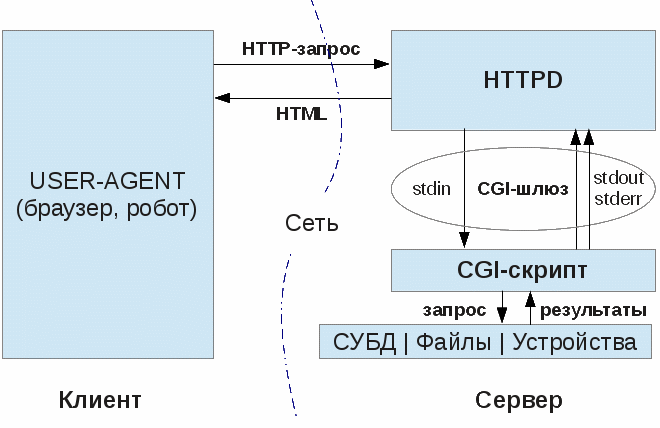 HTTP-запрос
HTTPD
HTML
USER-AGENT
(браузер, робот)
Сеть
stdin
CGI-шлюз
stdout
stderr
CGI-скрипт
запрос
результаты
СУБД | Файлы | Устройства
Клиент
Сервер